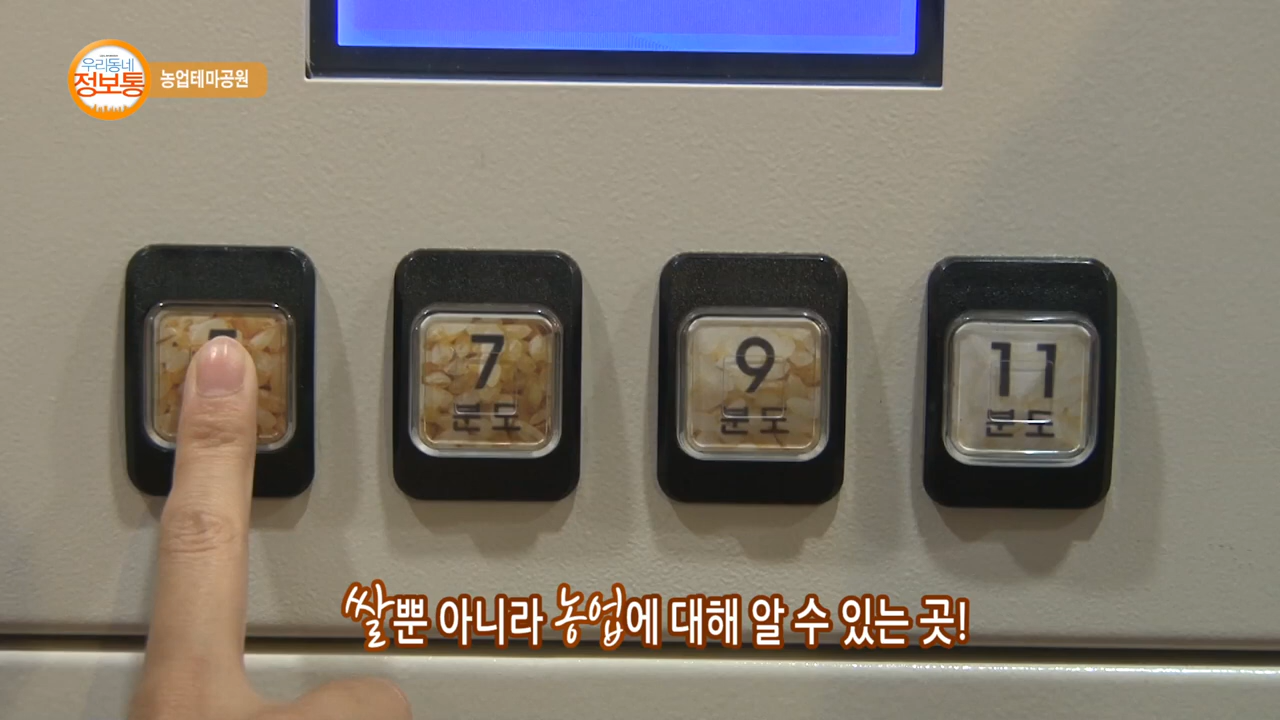 우리동네
정보통
농업테마공원
7
분도
9
분도
11
분도
쌀뿐 아니라 농업에 대해 알 수 있는 곳!